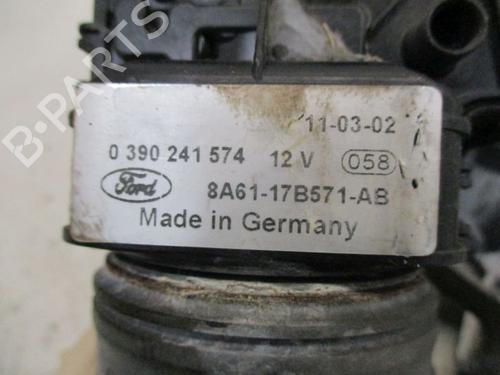 B-PARTS
11-03-02
0 390 241 574 12 V 058
Ford 8A61-17B571-AB
Made in Germany